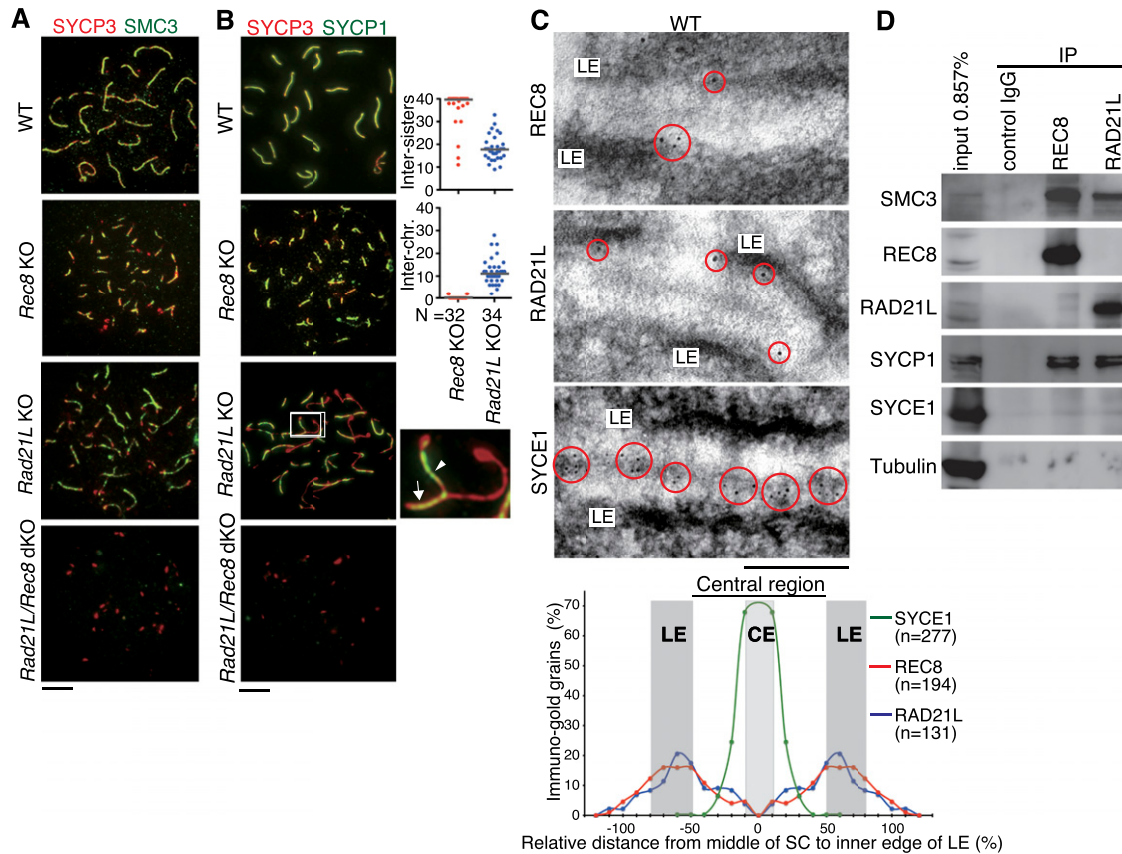 A
SYCP3 SMC3
WT
Rec8 KO
Rad21L KO
Rad21L/Rec8 dKO
B
SYCP3 SYCP1
WT
Rec8 KO
Rad21L KO
Rad21L/Rec8 dKO
Inter-sisters
40
30
20
10
0
Inter-chr.
40
30
20
10
0
N = 32 34
Rec8 KO
Rad21L KO
C
WT
REC8
LE
LE
RAD21L
LE
LE
SYCE1
LE
LE
Central region
Immuno-gold grains (%)
70
60
50
40
30
20
10
0
LE CE LE
-100 -50 0 50 100
Relative distance from middle of SC to inner edge of LE (%)
SYCE1
(n=277)
REC8
(n=194)
RAD21L
(n=131)
D
IP
input 0.857%
control IgG
REC8
RAD21L
SMC3
REC8
RAD21L
SYCP1
SYCE1
Tubulin